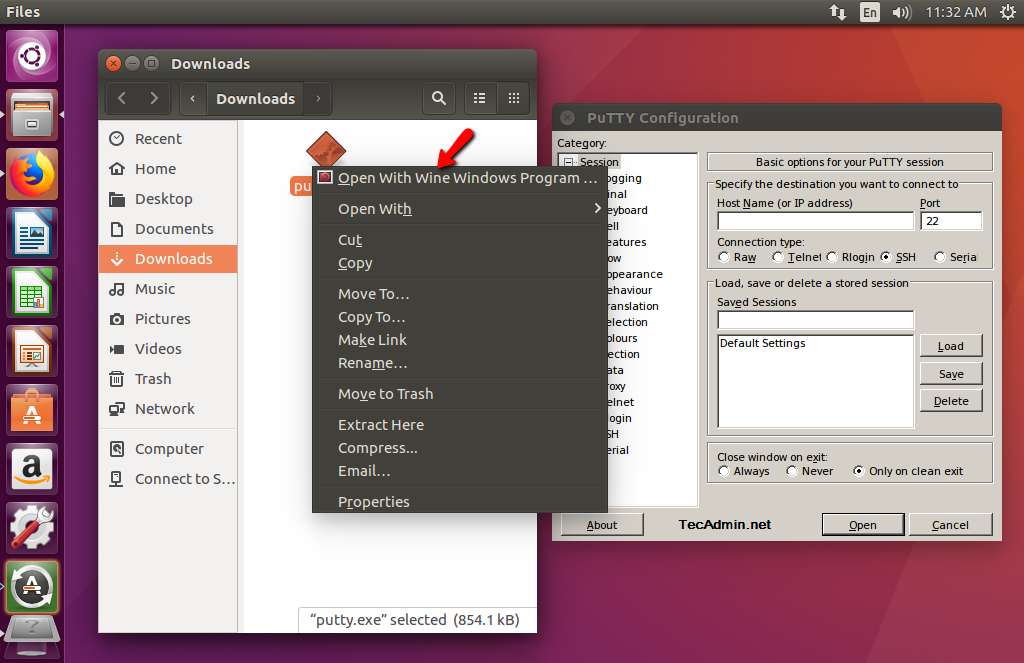 Files
En
11:32 AM
Downloads
Downloads
Recent
Home
Desktop
Documents
Downloads
Music
Pictures
Videos
Trash
Network
Computer
Connect to S…
pu
Open With Wine Windows Program …
Open With
Cut
Copy
Move To…
Copy To…
Make Link
Rename…
Move to Trash
Extract Here
Compress...
Email…
Properties
“putty.exe” selected (854.1 kB)
PuTTY Configuration
Category:
Session
ogging
inal
eyboard
ell
eatures
ow
ppearance
ehaviour
ranslation
election
olours
ection
ata
roxy
elnet
login
SH
erial
Basic options for your PuTTY session
Specify the destination you want to connect to
Host Name (or IP address)
Port
22
Connection type:
Raw
Telnet
Rlogin
SSH
Serial
Load, save or delete a stored session
Saved Sessions
Default Settings
Load
Save
Delete
Close window on exit:
Always
Never
Only on clean exit
About
TecAdmin.net
Open
Cancel